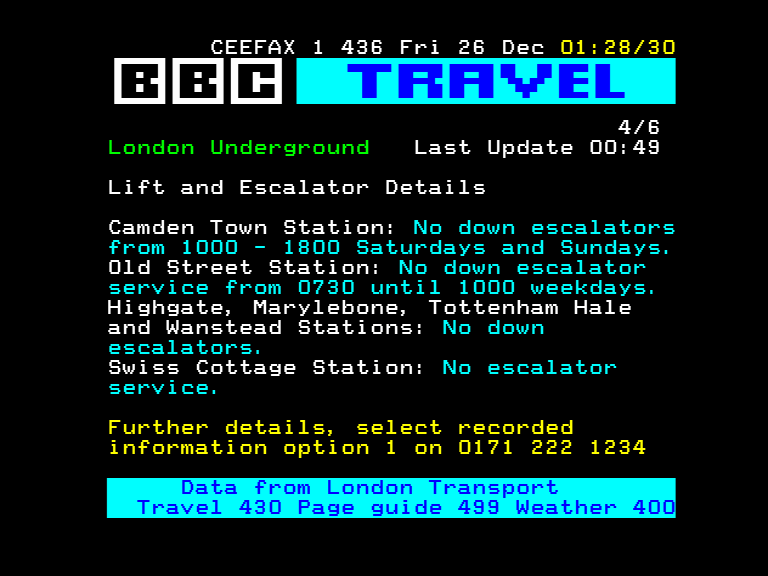 CEEFAX 1 436 Fri 26 Dec 01:28/30
BBC TRAVEL
4/6
London Underground Last Update 00:49
Lift and Escalator Details
Camden Town Station: No down escalators
from 1000 - 1800 Saturdays and Sundays.
Old Street Station: No down escalator
service from 0730 until 1000 weekdays.
Highgate, Marylebone, Tottenham Hale
and Wanstead Stations: No down
escalators.
Swiss Cottage Station: No escalator
service.
Further details, select recorded
information option 1 on 0171 222 1234
Data from London Transport
Travel 430 Page guide 499 Weather 400